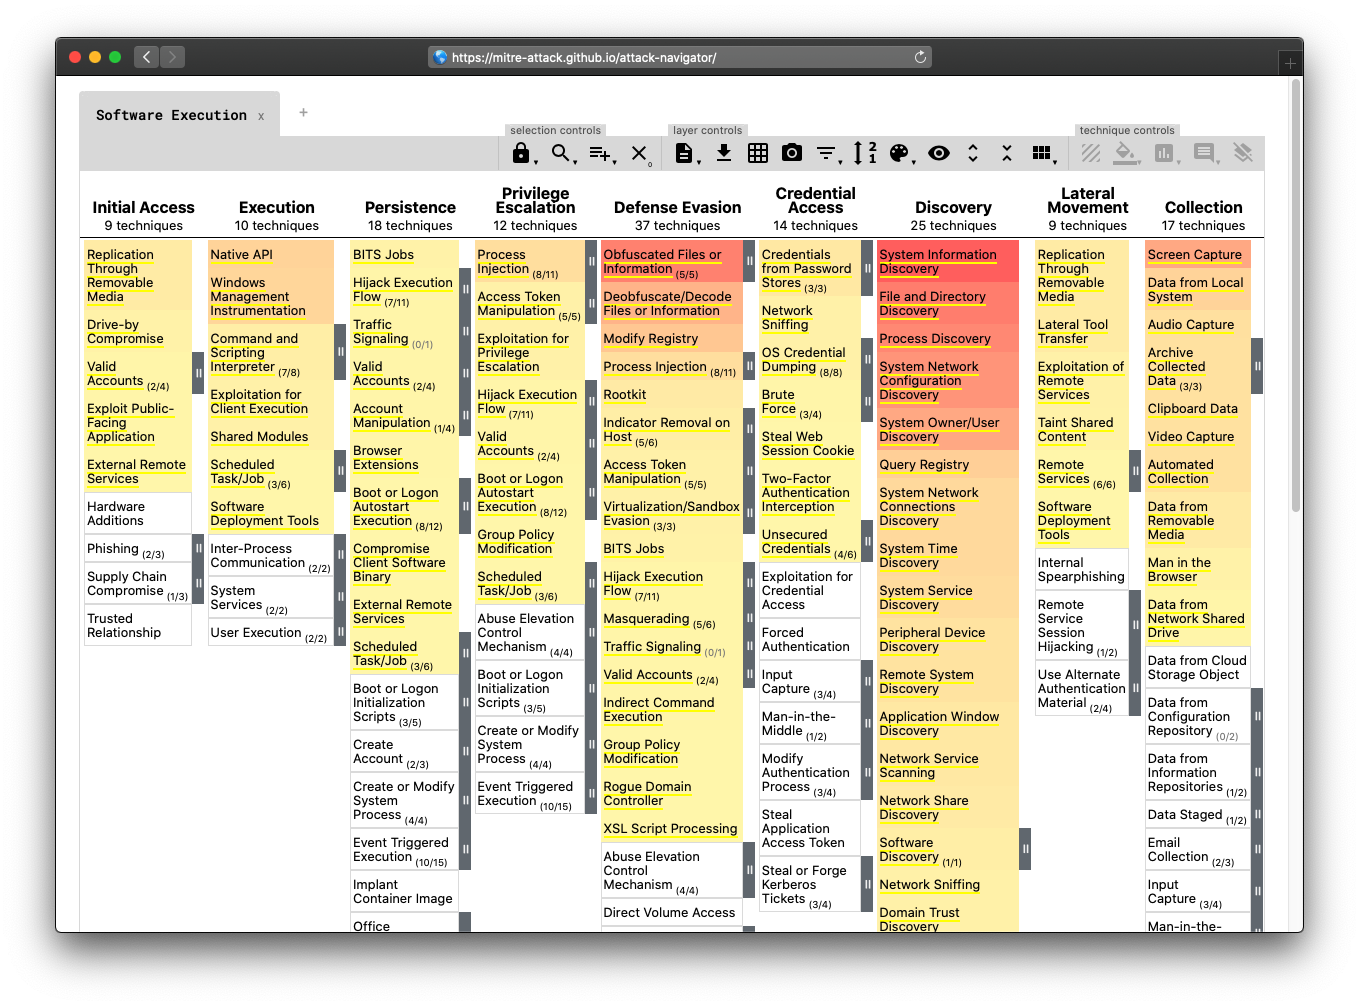 https://mitre-attack.github.io/attack-navigator/
Software Execution x
+
selection controls
layer controls
technique controls
0
2
1
Initial Access
9 techniques
Replication
Through
Removable
Media
Drive-by
Compromise
Valid
Accounts (2/4)
Exploit Public-
Facing
Application
External Remote
Services
Hardware
Additions
Phishing (2/3)
Supply Chain
Compromise (1/3)
Trusted
Relationship
Execution
10 techniques
Native API
Windows
Management
Instrumentation
Command and
Scripting
Interpreter (7/8)
Exploitation for
Client Execution
Shared Modules
Scheduled
Task/Job (3/6)
Software
Deployment Tools
Inter-Process
Communication (2/2)
System
Services (2/2)
User Execution (2/2)
Persistence
18 techniques
BITS Jobs
Hijack Execution
Flow (7/11)
Traffic
Signaling (0/1)
Valid
Accounts (2/4)
Account
Manipulation (1/4)
Browser
Extensions
Boot or Logon
Autostart
Execution (8/12)
Compromise
Client Software
Binary
External Remote
Services
Scheduled
Task/Job (3/6)
Boot or Logon
Initialization
Scripts (3/5)
Create
Account (2/3)
Create or Modify
System
Process (4/4)
Event Triggered
Execution (10/15)
Implant
Container Image
Office
Privilege
Escalation
12 techniques
Process
Injection (8/11)
Access Token
Manipulation (5/5)
Exploitation for
Privilege
Escalation
Hijack Execution
Flow (7/11)
Valid
Accounts (2/4)
Boot or Logon
Autostart
Execution (8/12)
Group Policy
Modification
Scheduled
Task/Job (3/6)
Abuse Elevation
Control
Mechanism (4/4)
Boot or Logon
Initialization
Scripts (3/5)
Create or Modify
System
Process (4/4)
Event Triggered
Execution (10/15)
Defense Evasion
37 techniques
Obfuscated Files or
Information (5/5)
Deobfuscate/Decode
Files or Information
Modify Registry
Process Injection (8/11)
Rootkit
Indicator Removal on
Host (5/6)
Access Token
Manipulation (5/5)
Virtualization/Sandbox
Evasion (3/3)
BITS Jobs
Hijack Execution
Flow (7/11)
Masquerading (5/6)
Traffic Signaling (0/1)
Valid Accounts (2/4)
Indirect Command
Execution
Group Policy
Modification
Rogue Domain
Controller
XSL Script Processing
Abuse Elevation
Control
Mechanism (4/4)
Direct Volume Access
Credential
Access
14 techniques
Credentials
from Password
Stores (3/3)
Network
Sniffing
OS Credential
Dumping (8/8)
Brute
Force (3/4)
Steal Web
Session Cookie
Two-Factor
Authentication
Interception
Unsecured
Credentials (4/6)
Exploitation for
Credential
Access
Forced
Authentication
Input
Capture (3/4)
Man-in-the-
Middle (1/2)
Modify
Authentication
Process (3/4)
Steal
Application
Access Token
Steal or Forge
Kerberos
Tickets (3/4)
Discovery
25 techniques
System Information
Discovery
File and Directory
Discovery
Process Discovery
System Network
Configuration
Discovery
System Owner/User
Discovery
Query Registry
System Network
Connections
Discovery
System Time
Discovery
System Service
Discovery
Peripheral Device
Discovery
Remote System
Discovery
Application Window
Discovery
Network Service
Scanning
Network Share
Discovery
Software
Discovery (1/1)
Network Sniffing
Domain Trust
Discovery
Lateral
Movement
9 techniques
Replication
Through
Removable
Media
Lateral Tool
Transfer
Exploitation of
Remote
Services
Taint Shared
Content
Remote
Services (6/6)
Software
Deployment
Tools
Internal
Spearphishing
Remote
Service
Session
Hijacking (1/2)
Use Alternate
Authentication
Material (2/4)
Collection
17 techniques
Screen Capture
Data from Local
System
Audio Capture
Archive
Collected
Data (3/3)
Clipboard Data
Video Capture
Automated
Collection
Data from
Removable
Media
Man in the
Browser
Data from
Network Shared
Drive
Data from Cloud
Storage Object
Data from
Configuration
Repository (0/2)
Data from
Information
Repositories (1/2)
Data Staged (1/2)
Email
Collection (2/3)
Input
Capture (3/4)
Man-in-the-